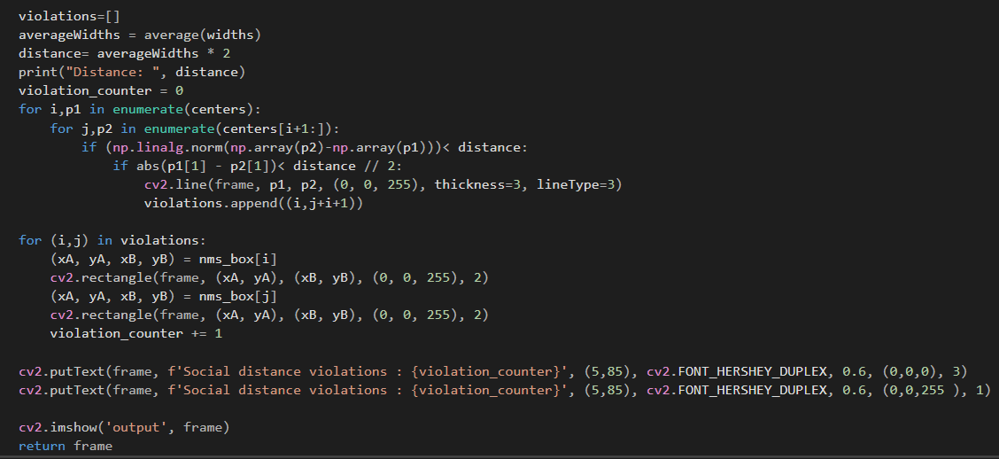 violations=[]
averageWidths = average(widths)
distance= averageWidths * 2
print("Distance: ", distance)
violation_counter = 0
for i,p1 in enumerate(centers):
    for j,p2 in enumerate(centers[i+1:]):
        if (np.linalg.norm(np.array(p2)-np.array(p1)))< distance:
            if abs(p1[1] - p2[1])< distance // 2:
                cv2.line(frame, p1, p2, (0, 0, 255), thickness=3, lineType=3)
                violations.append((i,j+i+1))

for (i,j) in violations:
    (xA, yA, xB, yB) = nms_box[i]
    cv2.rectangle(frame, (xA, yA), (xB, yB), (0, 0, 255), 2)
    (xA, yA, xB, yB) = nms_box[j]
    cv2.rectangle(frame, (xA, yA), (xB, yB), (0, 0, 255), 2)
    violation_counter += 1

cv2.putText(frame, f'Social distance violations : {violation_counter}', (5,85), cv2.FONT_HERSHEY_DUPLEX, 0.6, (0,0,0), 3)
cv2.putText(frame, f'Social distance violations : {violation_counter}', (5,85), cv2.FONT_HERSHEY_DUPLEX, 0.6, (0,0,255 ), 1)

cv2.imshow('output', frame)
return frame